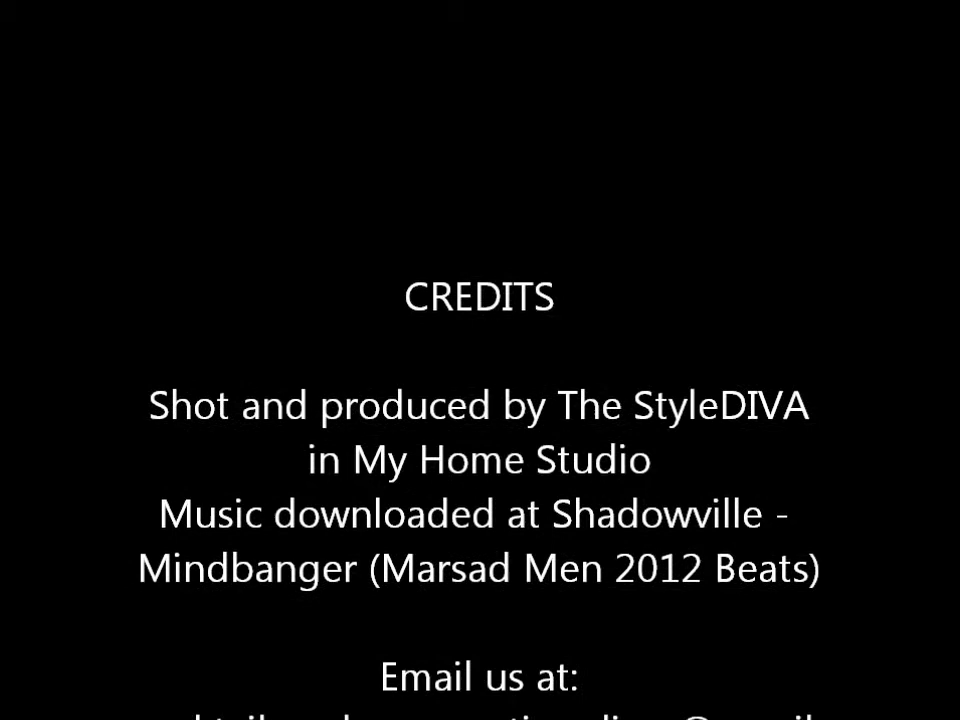 CREDITS
Shot and produced by The StyleDIVA
in My Home Studio
Music downloaded at Shadowville -
Mindbanger (Marsad Men 2012 Beats)
Email us at: